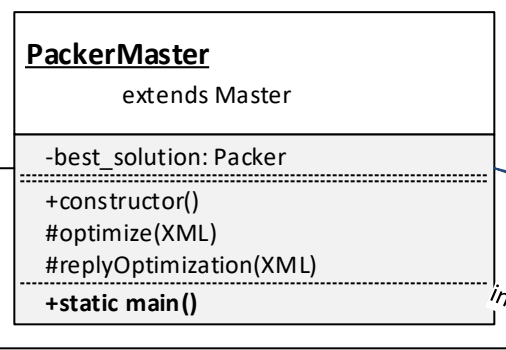 PackerMaster
extends Master
-best_solution: Packer
+constructor()
#optimize(XML)
#replyOptimization(XML)
+static main()